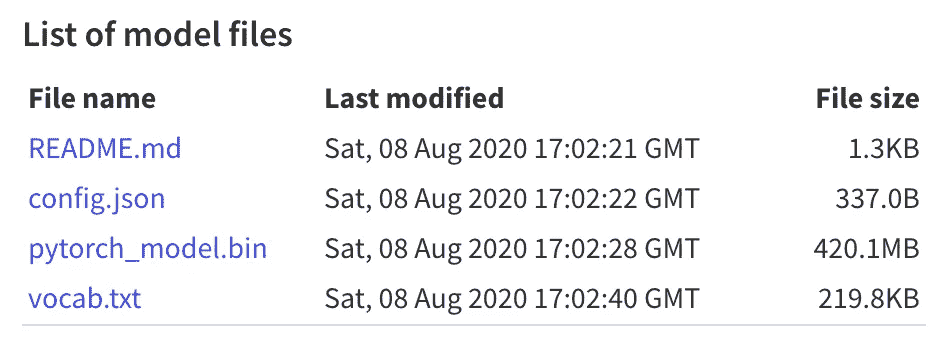 List of model files
File name Last modified File size
README.md Sat, 08 Aug 2020 17:02:21 GMT 1.3KB
config.json Sat, 08 Aug 2020 17:02:22 GMT 337.0B
pytorch_model.bin Sat, 08 Aug 2020 17:02:28 GMT 420.1MB
vocab.txt Sat, 08 Aug 2020 17:02:40 GMT 219.8KB